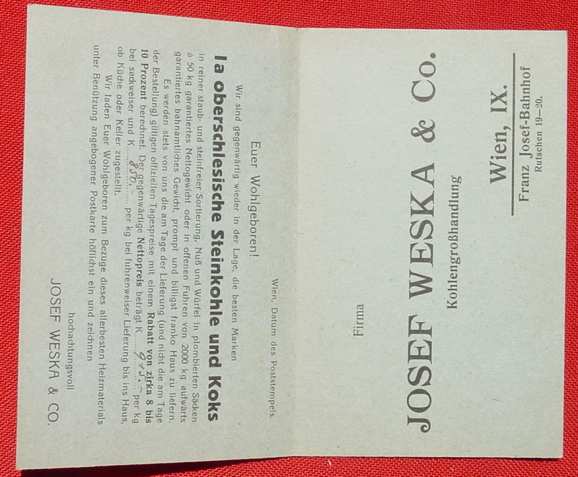 Wien, Datum des Poststempels.
Euer Wohlgeboren!
Wir sind gegenwärtig wieder in der Lage, die besten Marken
Ia oberschlesische Steinkohle und Koks
in reiner staub- und steinfreier Sortierung, Nuß und Würfel in plombierten Säcken
à 50 kg garantiertes Nettogewicht oder in offenen Fuhren von 2000 kg aufwärts
garantiertes bahnamtliches Gewicht, prompt und billigst franko Haus zu liefern.
Es werden stets von uns die am Tage der Lieferung (und nicht die am Tage
der Bestellung) giltigen offiziellen Tagespreise mit einem Rabatt von zirka 8 bis
10 Prozent berechnet. Der gegenwärtige Nettopreis beträgt K per kg
bei sackweiser, und K 850.— per kg bei fuhrenweiser Lieferung bis ins Haus,
ob Küche oder Keller zugestellt.
Wir laden Euer Wohlgeboren zum Bezuge dieses allerbesten Heizmaterials
unter Benützung angebogener Postkarte höflichst ein und zeichnen
hochachtungsvoll
JOSEF WESKA & CO.
Firma
JOSEF WESKA & Co.
Kohlengroßhandlung
Wien, IX.
Franz Josef-Bahnhof
Rutschen 19—20.